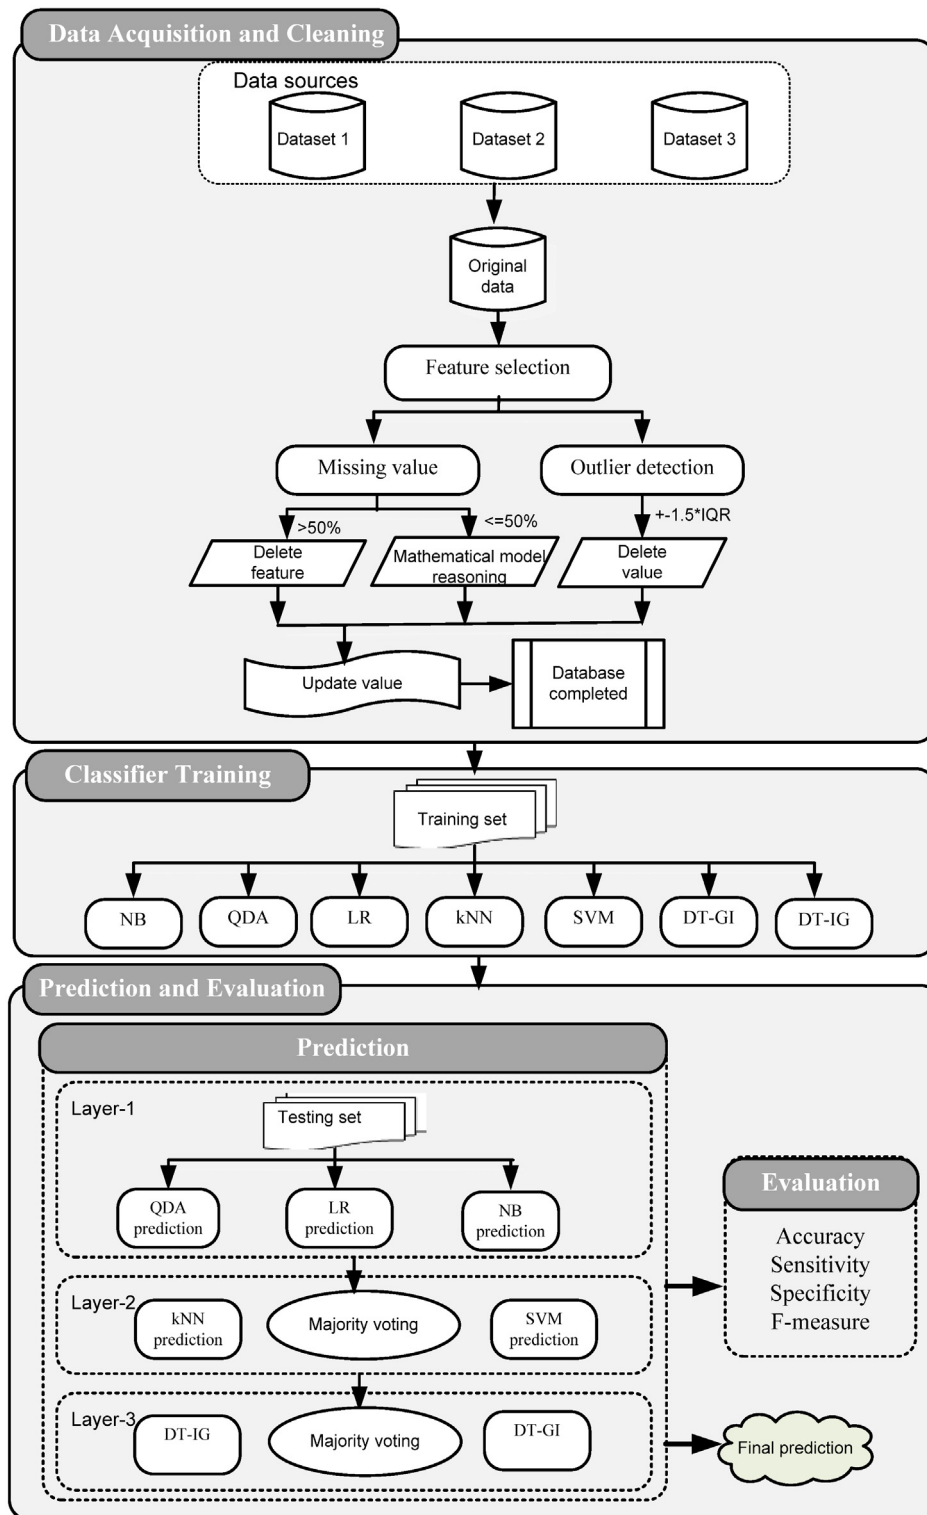 Data Acquisition and Cleaning
Data sources
Dataset 1
Dataset 2
Dataset 3
Original
data
Feature selection
Missing value
Outlier detection
>50%
<=50%
+-1.5*IQR
Delete
feature
Mathematical model
reasoning
Delete
value
Update value
Database
completed
Classifier Training
Training set
NB
QDA
LR
kNN
SVM
DT-GI
DT-IG
Prediction and Evaluation
Prediction
Layer-1
Testing set
QDA
prediction
LR
prediction
NB
prediction
Layer-2
kNN
prediction
Majority voting
SVM
prediction
Layer-3
DT-IG
Majority voting
DT-GI
Evaluation
Accuracy
Sensitivity
Specificity
F-measure
Final prediction